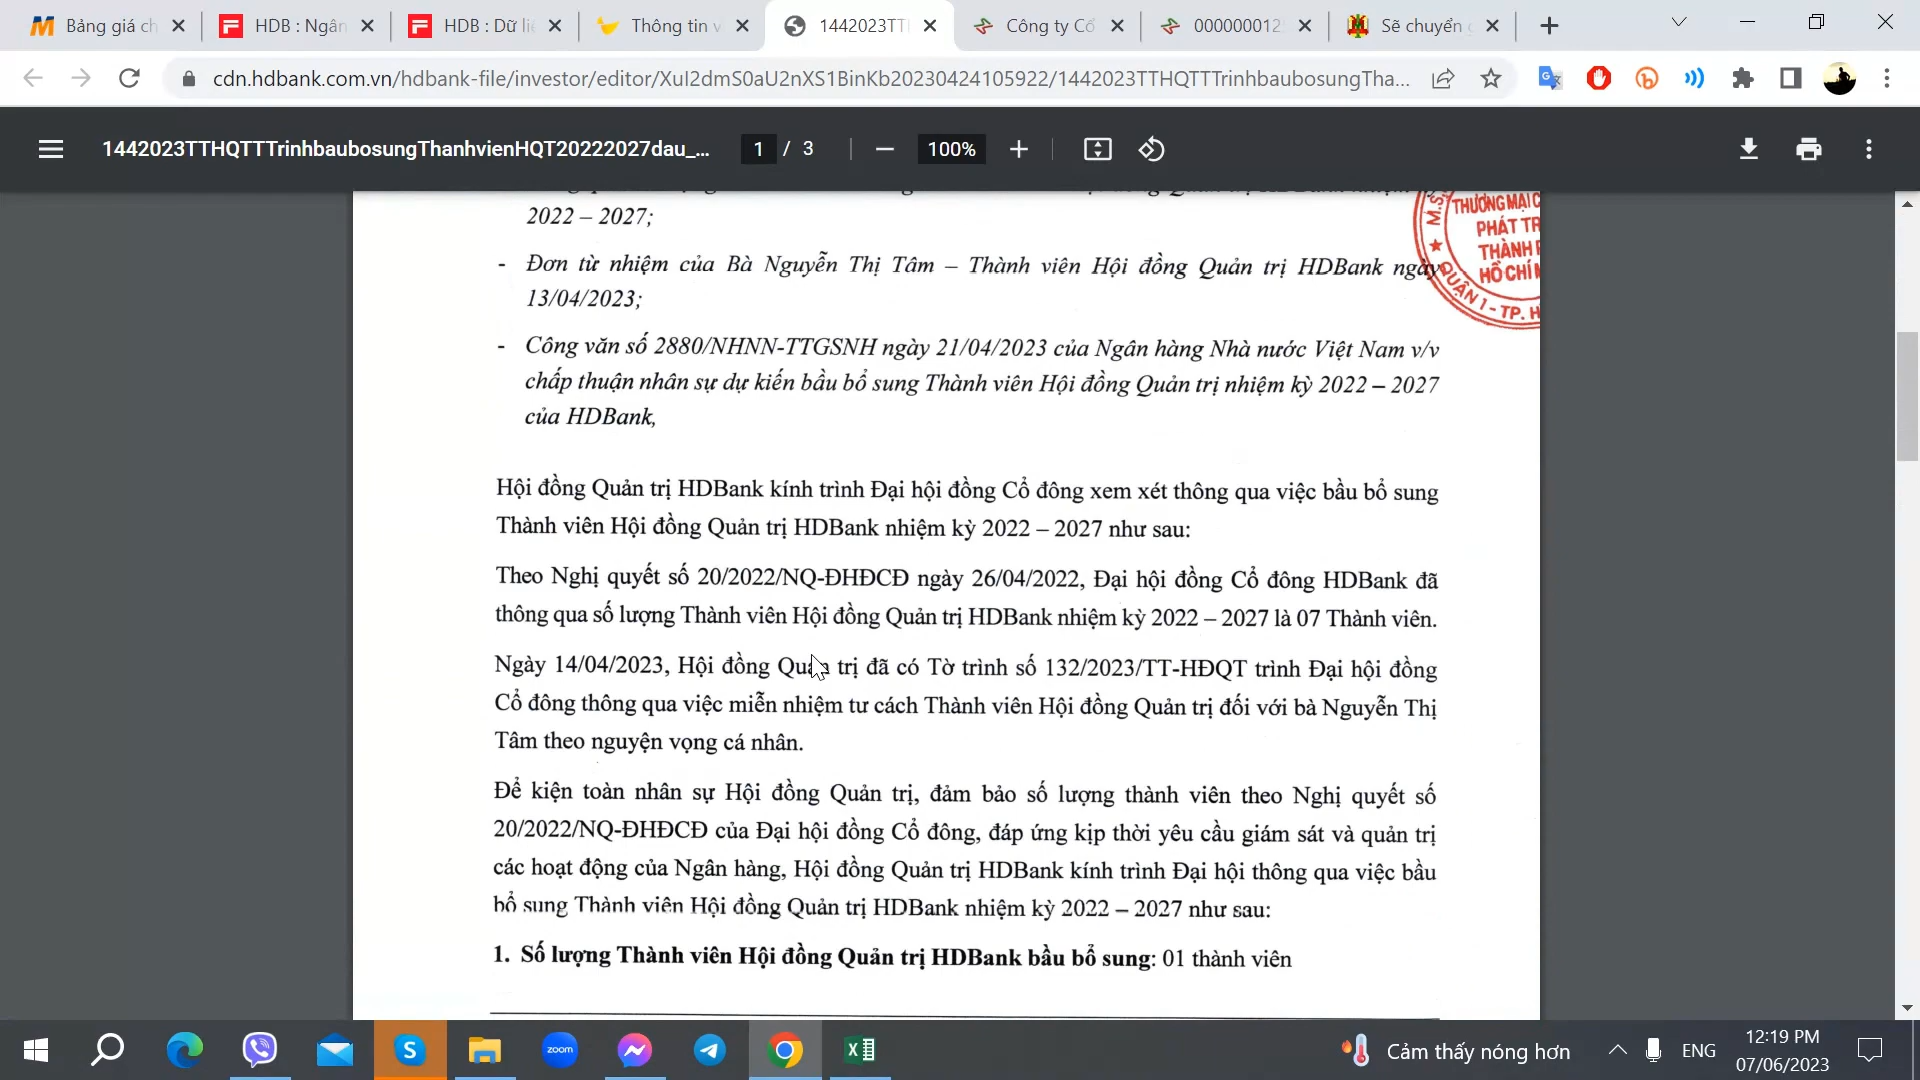 Bảng giá ch
HDB : Ngân
HDB : Dữ liệ
Thông tin v
1442023TTH
Công ty Cổ
000000012
Sẽ chuyển
cdn.hdbank.com.vn/hdbank-file/investor/editor/XuI2dmS0aU2nXS1BinKb20230424105922/1442023TTHQTTTrinhbaubosungTha...
1442023TTHQTTTrinhbaubosungThanhvienHQT20222027dau_...
1 / 3
100%
2022 – 2027;
- Đơn từ nhiệm của Bà Nguyễn Thị Tâm – Thành viên Hội đồng Quản trị HDBank ngày
13/04/2023;
- Công văn số 2880/NHNN-TTGSNH ngày 21/04/2023 của Ngân hàng Nhà nước Việt Nam v/v
chấp thuận nhân sự dự kiến bầu bổ sung Thành viên Hội đồng Quản trị nhiệm kỳ 2022 – 2027
của HDBank,
M.S
THƯƠNG MẠI C
PHÁT TR
THÀNH P
HỒ CHÍ M
QUẬN 1 - TP. H
Hội đồng Quản trị HDBank kính trình Đại hội đồng Cổ đông xem xét thông qua việc bầu bổ sung
Thành viên Hội đồng Quản trị HDBank nhiệm kỳ 2022 – 2027 như sau:
Theo Nghị quyết số 20/2022/NQ-ĐHĐCĐ ngày 26/04/2022, Đại hội đồng Cổ đông HDBank đã
thông qua số lượng Thành viên Hội đồng Quản trị HDBank nhiệm kỳ 2022 – 2027 là 07 Thành viên.
Ngày 14/04/2023, Hội đồng Quản trị đã có Tờ trình số 132/2023/TT-HĐQT trình Đại hội đồng
Cổ đông thông qua việc miễn nhiệm tư cách Thành viên Hội đồng Quản trị đối với bà Nguyễn Thị
Tâm theo nguyện vọng cá nhân.
Để kiện toàn nhân sự Hội đồng Quản trị, đảm bảo số lượng thành viên theo Nghị quyết số
20/2022/NQ-ĐHĐCĐ của Đại hội đồng Cổ đông, đáp ứng kịp thời yêu cầu giám sát và quản trị
các hoạt động của Ngân hàng, Hội đồng Quản trị HDBank kính trình Đại hội thông qua việc bầu
bổ sung Thành viên Hội đồng Quản trị HDBank nhiệm kỳ 2022 – 2027 như sau:
1. Số lượng Thành viên Hội đồng Quản trị HDBank bầu bổ sung: 01 thành viên
zoom
Cảm thấy nóng hơn
ENG
12:19 PM
07/06/2023